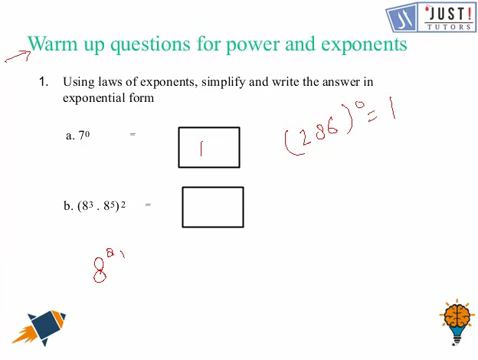 'JUST!
TUTORS
Warm up questions for power and exponents
1. Using laws of exponents, simplify and write the answer in
exponential form
(286)⁰ = 1
a. 7⁰ = 1
b. (8³ . 8⁵)² =
8